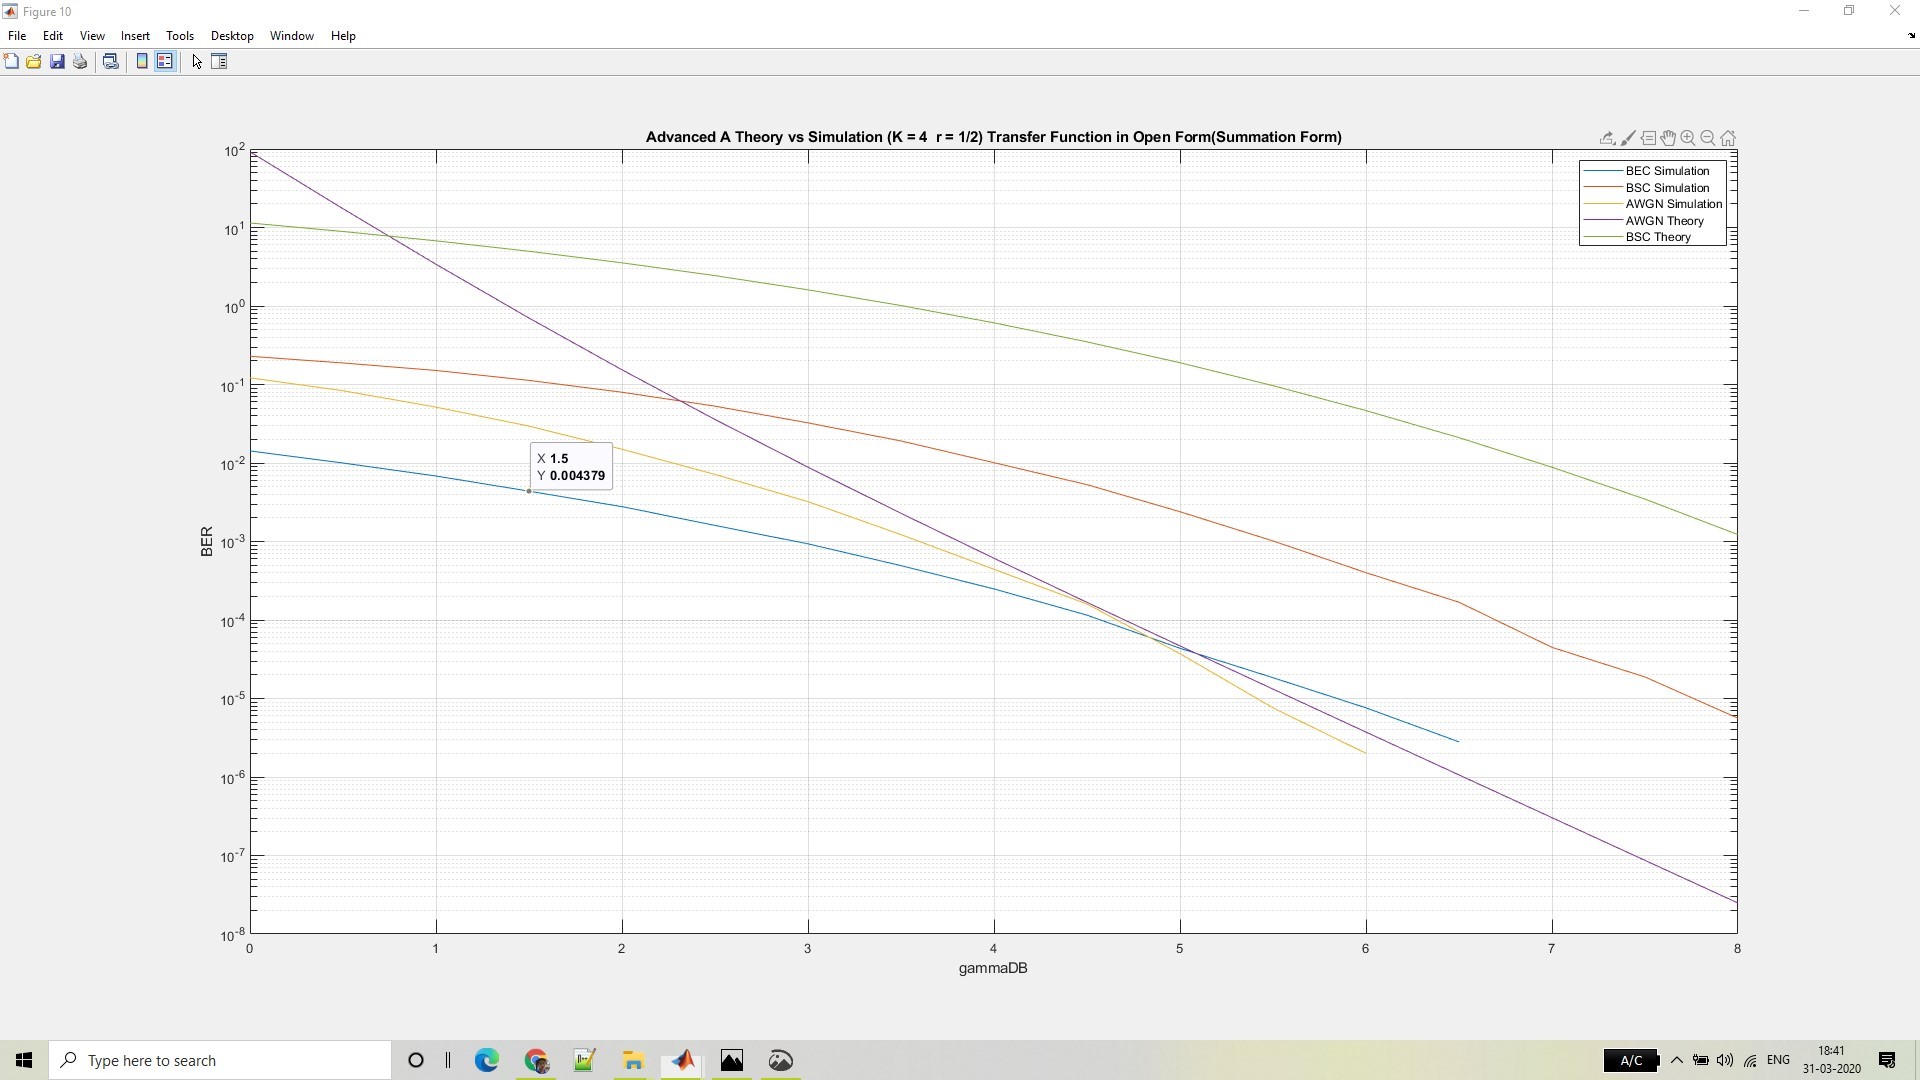 Figure 10
File Edit View Insert Tools Desktop Window Help
Advanced A Theory vs Simulation (K = 4 r = 1/2) Transfer Function in Open Form(Summation Form)
BEC Simulation
BSC Simulation
AWGN Simulation
AWGN Theory
BSC Theory
10^2
10^1
10^0
10^-1
10^-2
10^-3
10^-4
10^-5
10^-6
10^-7
10^-8
BER
X 1.5
Y 0.004379
0 1 2 3 4 5 6 7 8
gammaDB
Type here to search
A/C
ENG
18:41
31-03-2020